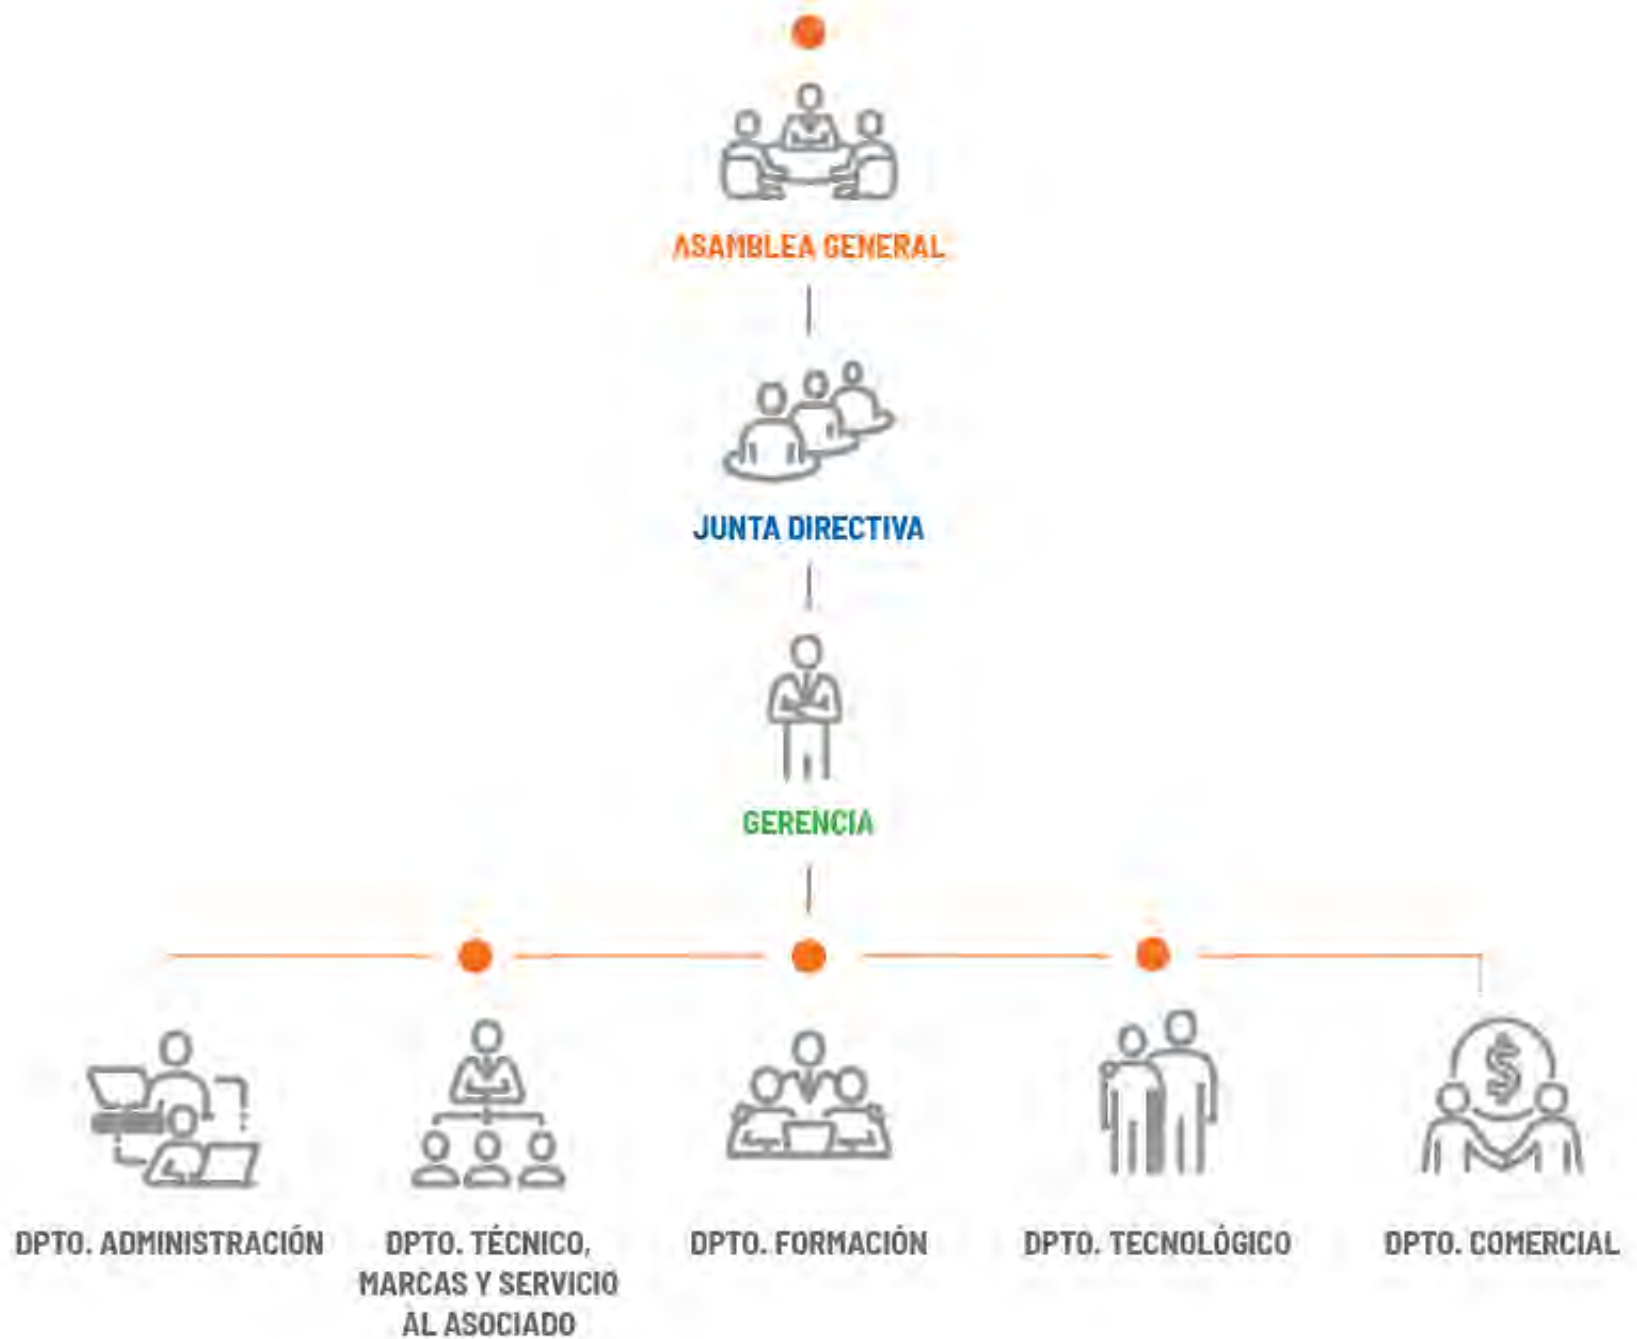 ASAMBLEA GENERAL
JUNTA DIRECTIVA
GERENCIA
DPTO. ADMINISTRACIÓN
DPTO. TÉCNICO,
MARCAS Y SERVICIO
AL ASOCIADO
DPTO. FORMACIÓN
DPTO. TECNOLÓGICO
DPTO. COMERCIAL
$